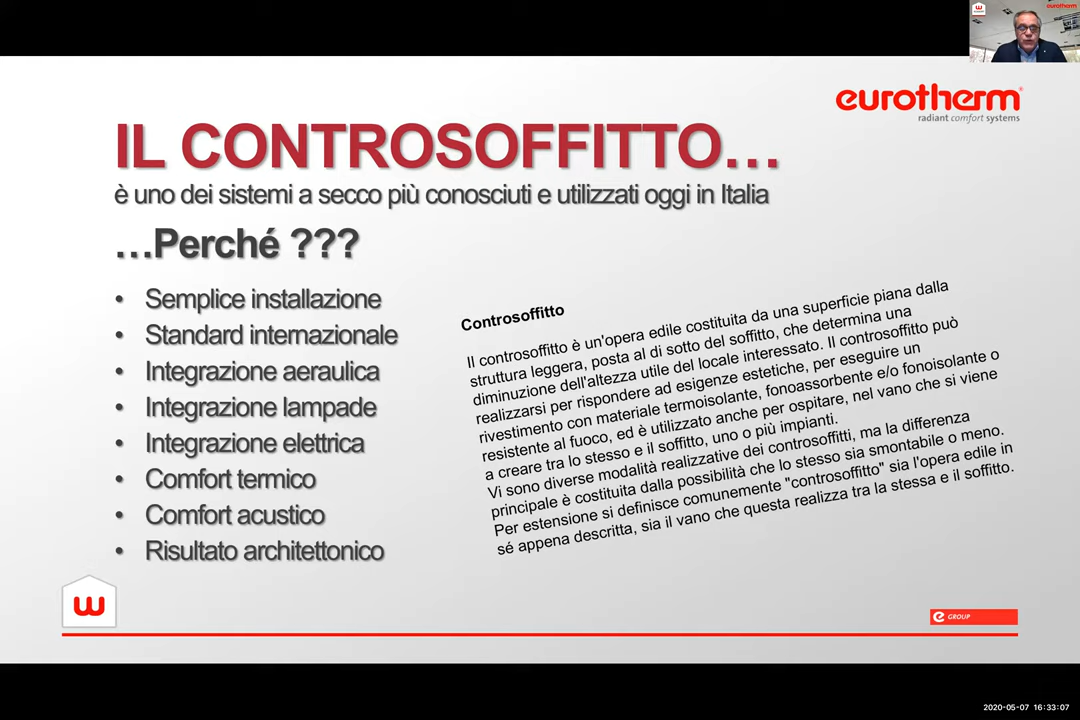 eurotherm
eurotherm
radiant comfort systems
IL CONTROSOFFITTO…
è uno dei sistemi a secco più conosciuti e utilizzati oggi in Italia
…Perché ???
• Semplice installazione
• Standard internazionale
• Integrazione aeraulica
• Integrazione lampade
• Integrazione elettrica
• Comfort termico
• Comfort acustico
• Risultato architettonico
Controsoffitto
Il controsoffitto è un'opera edile costituita da una superficie piana dalla
struttura leggera, posta al di sotto del soffitto, che determina una
diminuzione dell'altezza utile del locale interessato. Il controsoffitto può
realizzarsi per rispondere ad esigenze estetiche, per eseguire un
rivestimento con materiale termoisolante, fonoassorbente e/o fonoisolante o
resistente al fuoco, ed è utilizzato anche per ospitare, nel vano che si viene
a creare tra lo stesso e il soffitto, uno o più impianti.
Vi sono diverse modalità realizzative dei controsoffitti, ma la differenza
principale è costituita dalla possibilità che lo stesso sia smontabile o meno.
Per estensione si definisce comunemente "controsoffitto" sia l'opera edile in
sé appena descritta, sia il vano che questa realizza tra la stessa e il soffitto.
w
e GROUP
2020-05-07 16:33:07